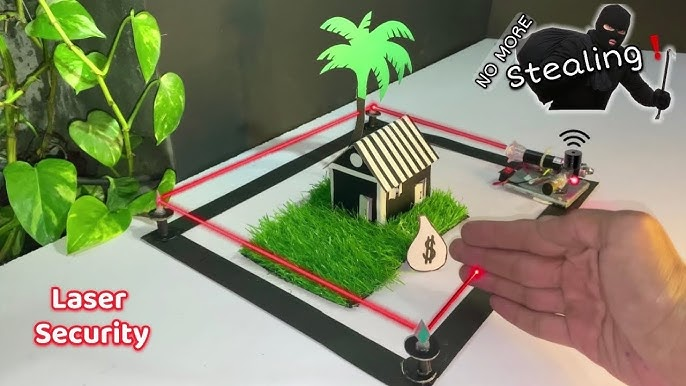 NO MORE
Stealing❗
$
Laser
Security